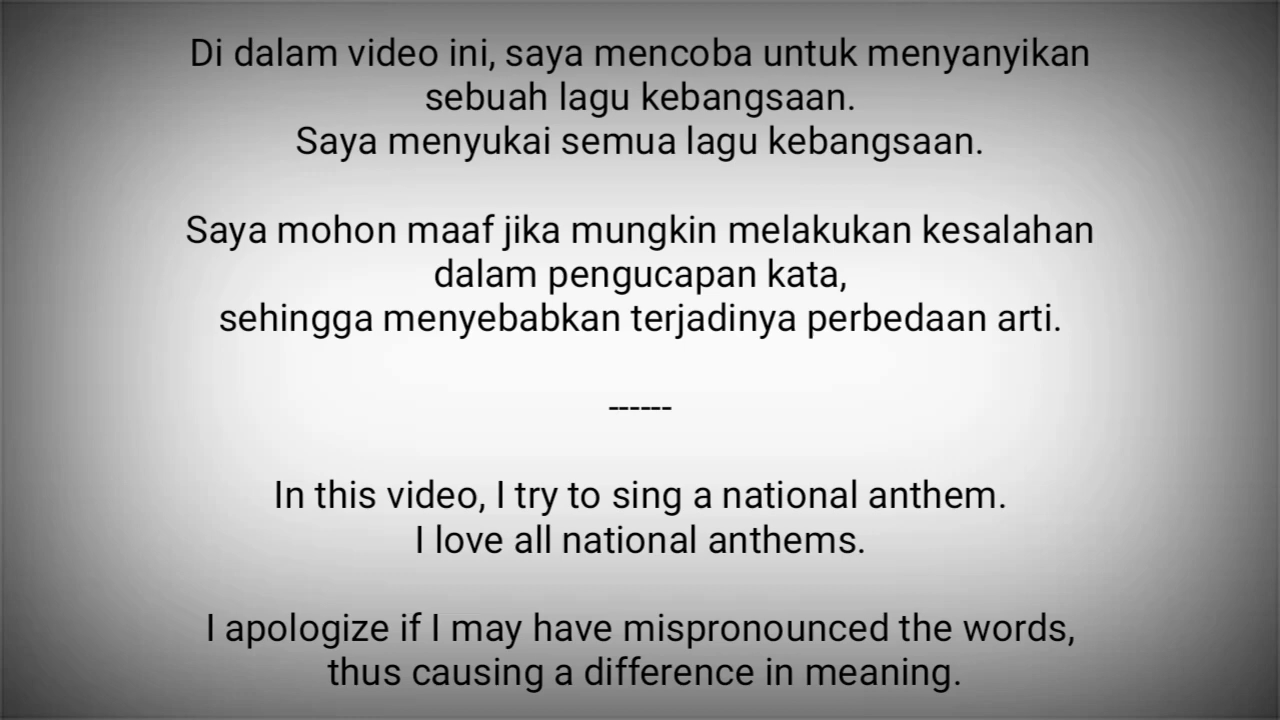 Di dalam video ini, saya mencoba untuk menyanyikan
sebuah lagu kebangsaan.
Saya menyukai semua lagu kebangsaan.
Saya mohon maaf jika mungkin melakukan kesalahan
dalam pengucapan kata,
sehingga menyebabkan terjadinya perbedaan arti.
------
In this video, I try to sing a national anthem.
I love all national anthems.
I apologize if I may have mispronounced the words,
thus causing a difference in meaning.